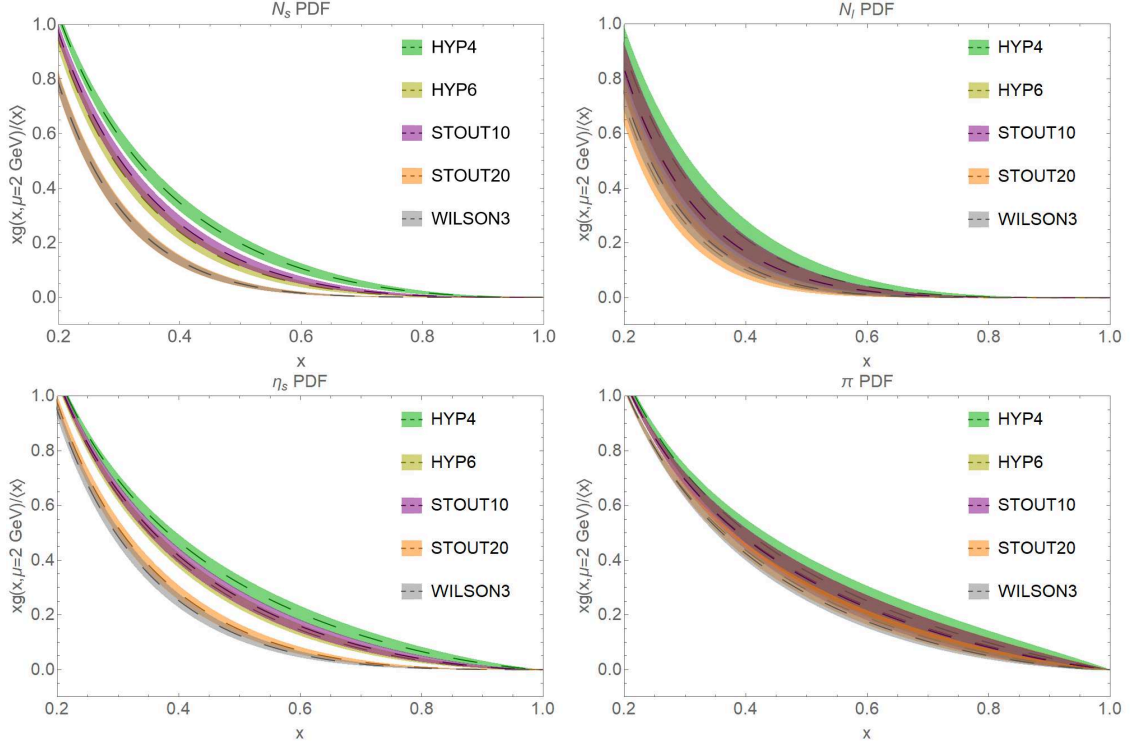 N_s PDF
xg(x,μ=2 GeV)/⟨x⟩
1.0
0.8
0.6
0.4
0.2
0.0
HYP4
HYP6
STOUT10
STOUT20
WILSON3
0.2 0.4 0.6 0.8 1.0
x
N_l PDF
xg(x,μ=2 GeV)/⟨x⟩
1.0
0.8
0.6
0.4
0.2
0.0
HYP4
HYP6
STOUT10
STOUT20
WILSON3
0.2 0.4 0.6 0.8 1.0
x
η_s PDF
xg(x,μ=2 GeV)/⟨x⟩
1.0
0.8
0.6
0.4
0.2
0.0
HYP4
HYP6
STOUT10
STOUT20
WILSON3
0.2 0.4 0.6 0.8 1.0
x
π PDF
xg(x,μ=2 GeV)/⟨x⟩
1.0
0.8
0.6
0.4
0.2
0.0
HYP4
HYP6
STOUT10
STOUT20
WILSON3
0.2 0.4 0.6 0.8 1.0
x